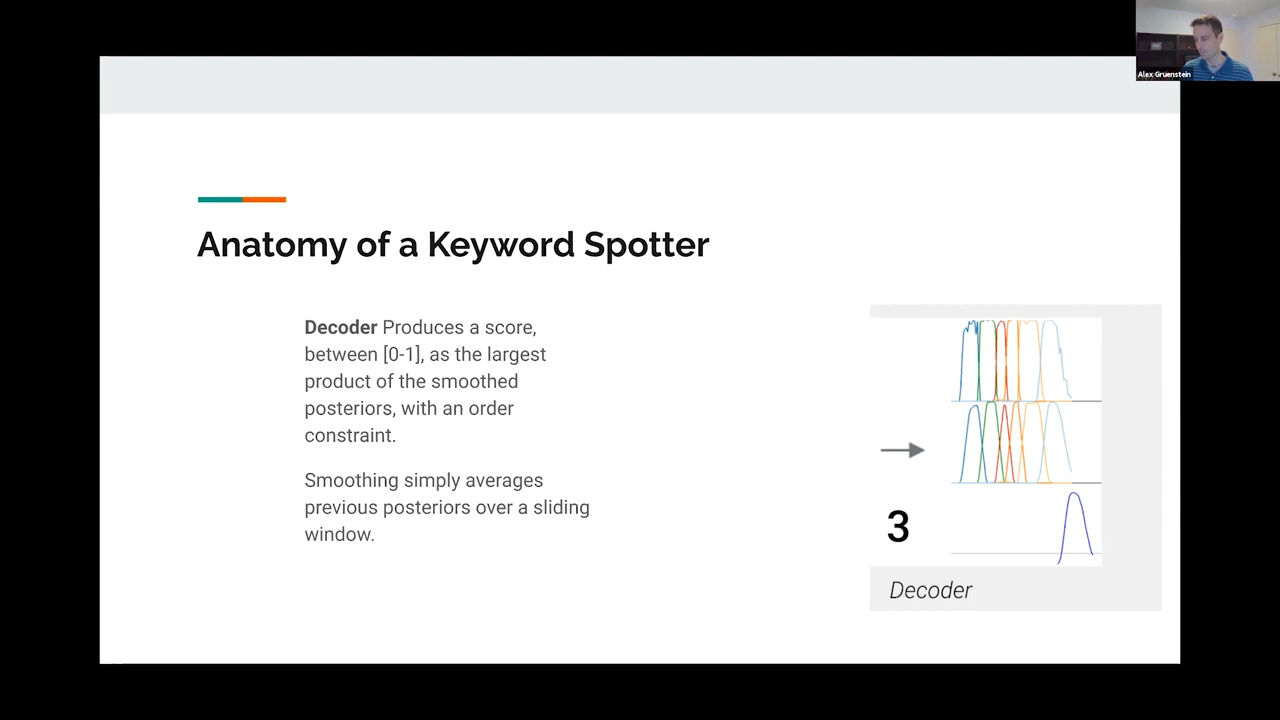 Alex Gruenstein
Anatomy of a Keyword Spotter
Decoder Produces a score,
between [0-1], as the largest
product of the smoothed
posteriors, with an order
constraint.
Smoothing simply averages
previous posteriors over a sliding
window.
3
Decoder